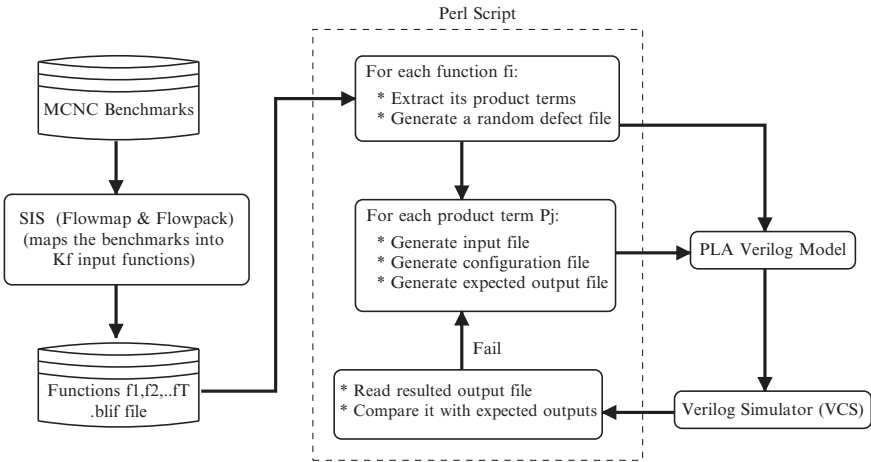 Perl Script
MCNC Benchmarks
SIS (Flowmap & Flowpack)
(maps the benchmarks into
Kf input functions)
Functions f1,f2,..fT
.blif file
For each function fi:
* Extract its product terms
* Generate a random defect file
For each product term Pj:
* Generate input file
* Generate configuration file
* Generate expected output file
Fail
* Read resulted output file
* Compare it with expected outputs
PLA Verilog Model
Verilog Simulator (VCS)